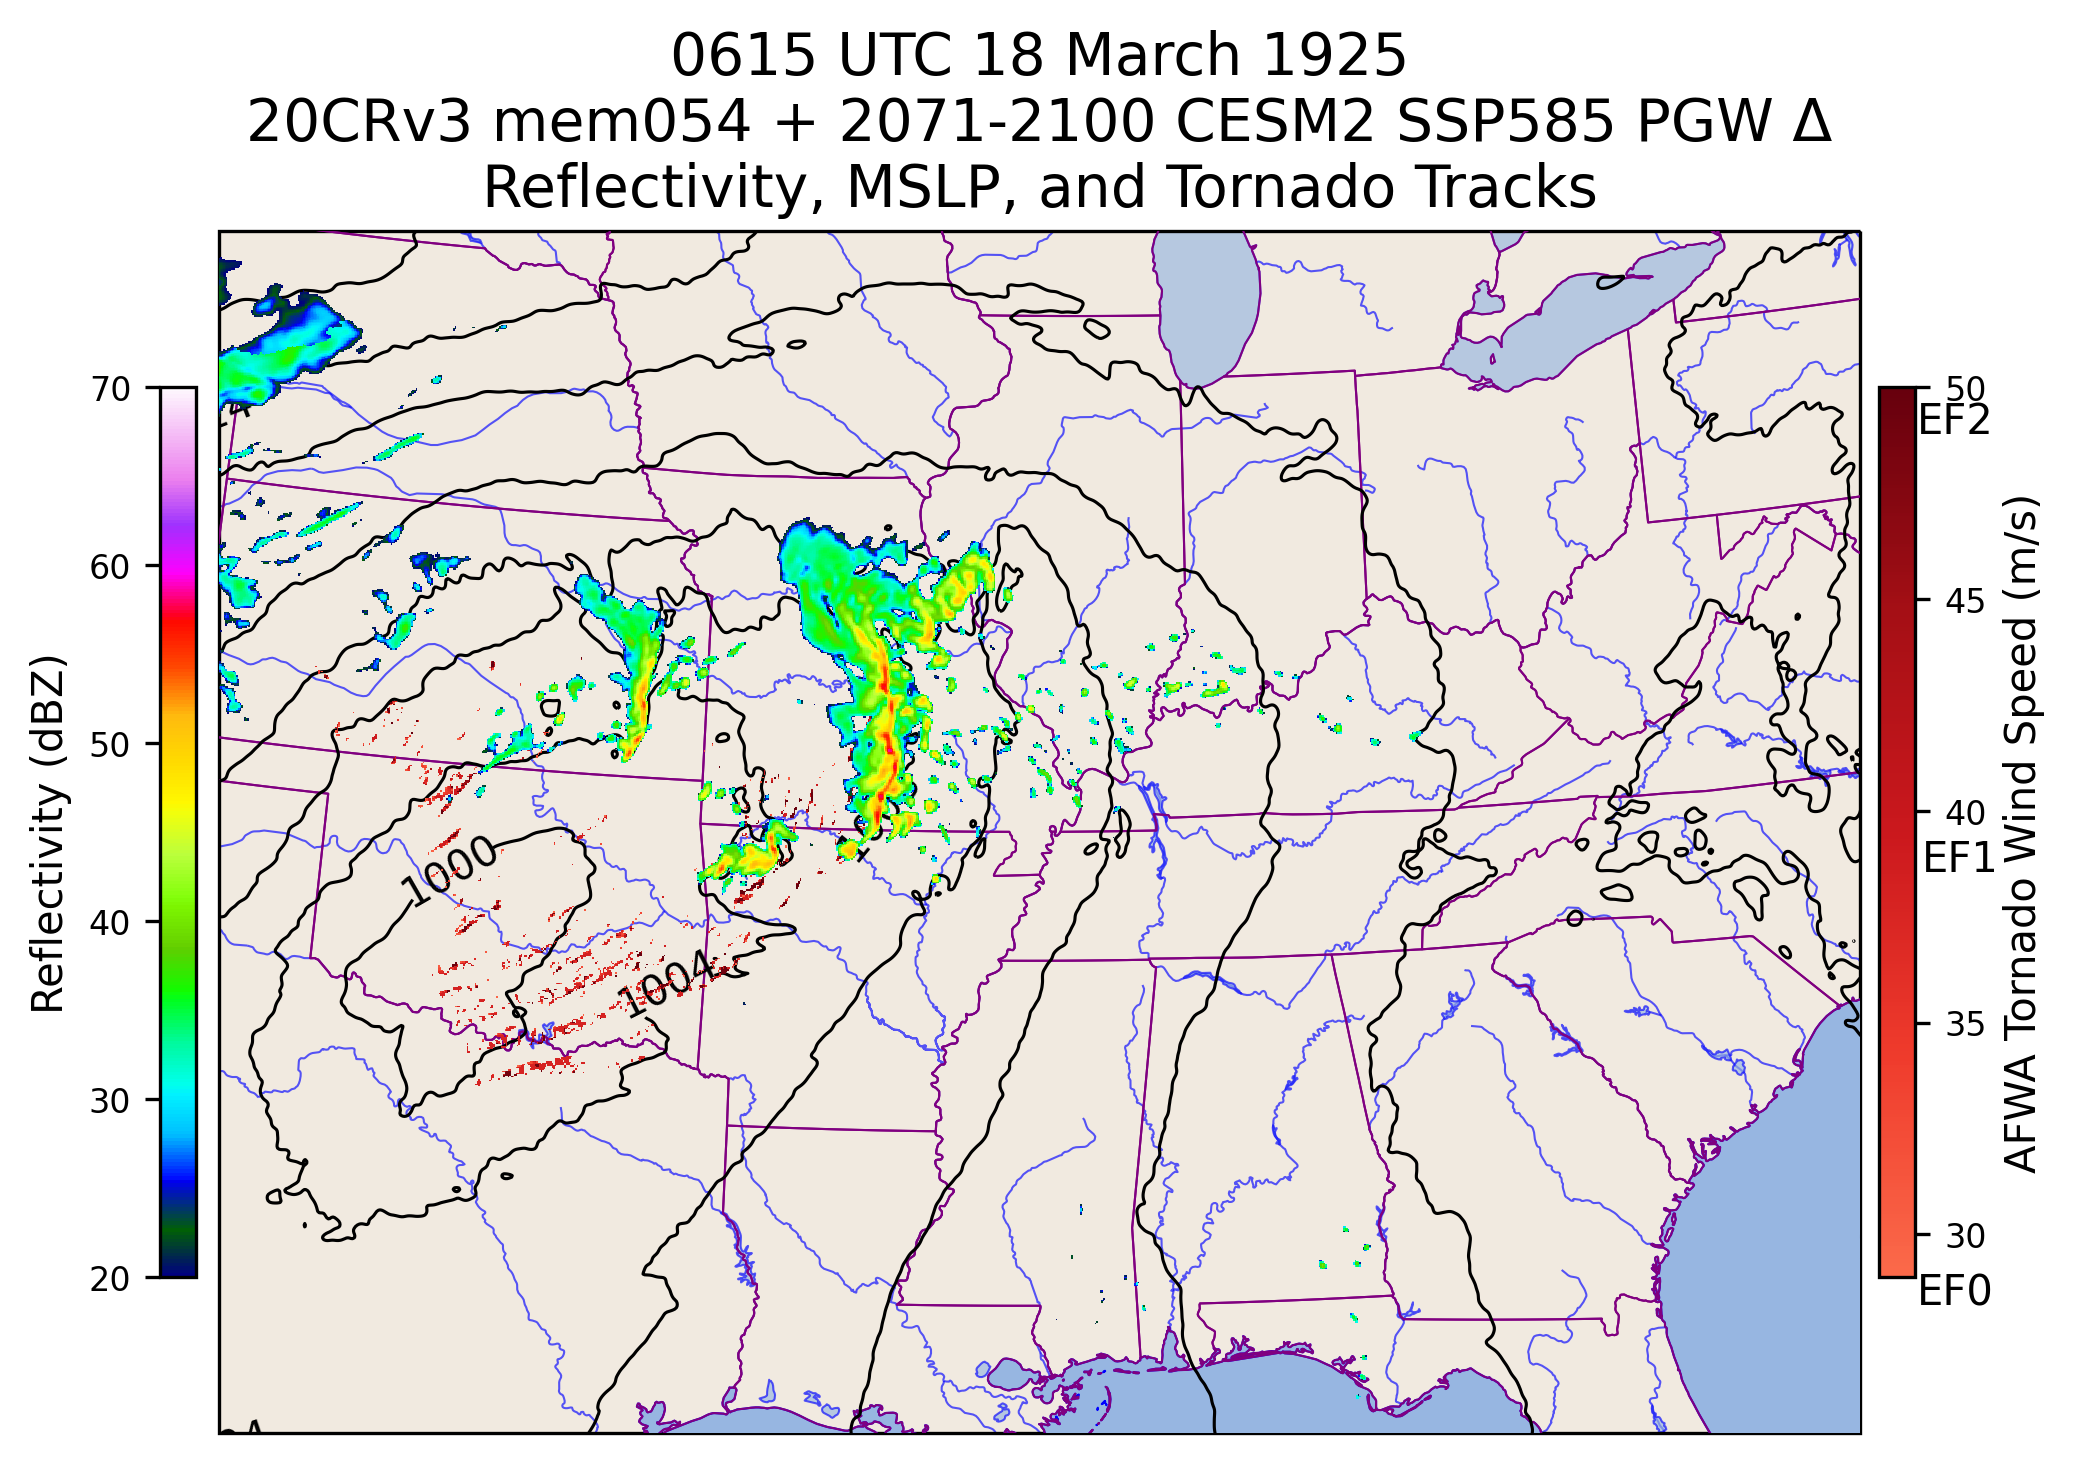 0615 UTC 18 March 1925
20CRv3 mem054 + 2071-2100 CESM2 SSP585 PGW Δ
Reflectivity, MSLP, and Tornado Tracks
Reflectivity (dBZ)
70
60
50
40
30
20
1000
1004
50
EF2
45
40
EF1
35
30
EF0
AFWA Tornado Wind Speed (m/s)